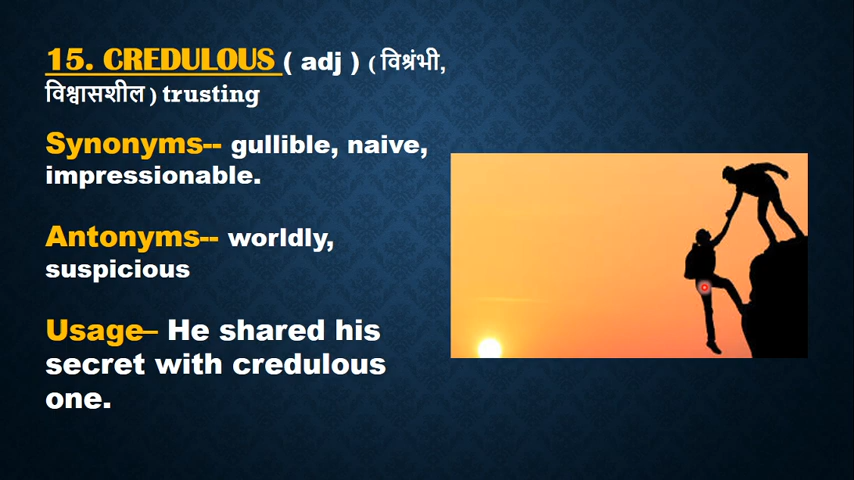 15. CREDULOUS ( adj ) ( विश्रंभी,
विश्वासशील ) trusting
Synonyms-- gullible, naive,
impressionable.
Antonyms-- worldly,
suspicious
Usage– He shared his
secret with credulous
one.